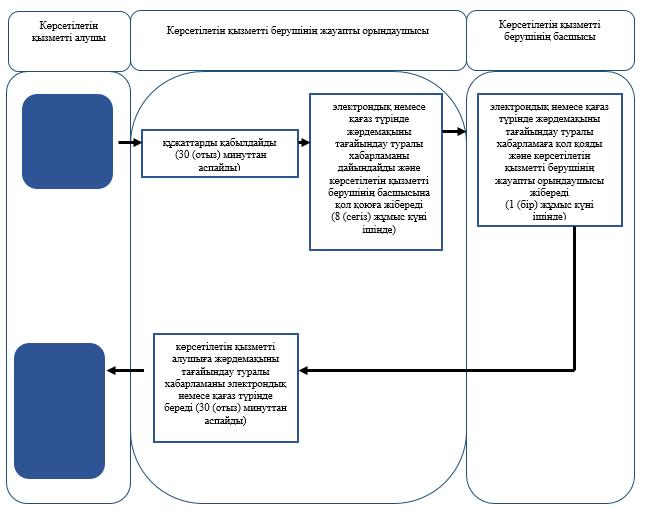 Көрсетілетін
қызметті алушы
Көрсетілетін қызметті берушінің жауапты орындаушысы
Көрсетілетін қызметті
берушінің басшысы
құжаттарды қабылдайды
(30 (отыз) минуттан
аспайды)
электрондық немесе
қағаз түрінде
жәрдемақыны
тағайындау туралы
хабарламаны
дайындайды және
көрсетілетін қызметті
берушінің басшысына
қол қоюға жібереді
(8 (сегіз) жұмыс күні
ішінде)
электрондық немесе қағаз
түрінде жәрдемақыны
тағайындау туралы
хабарламаға қол қояды
және көрсетілетін
қызметті берушінің
жауапты орындаушысы
жібереді
(1 (бір) жұмыс күні
ішінде)
көрсетілетін қызметті
алушыға жәрдемақыны
тағайындау туралы
хабарламаны электрондық
немесе қағаз түрінде
береді (30 (отыз) минуттан
аспайды)